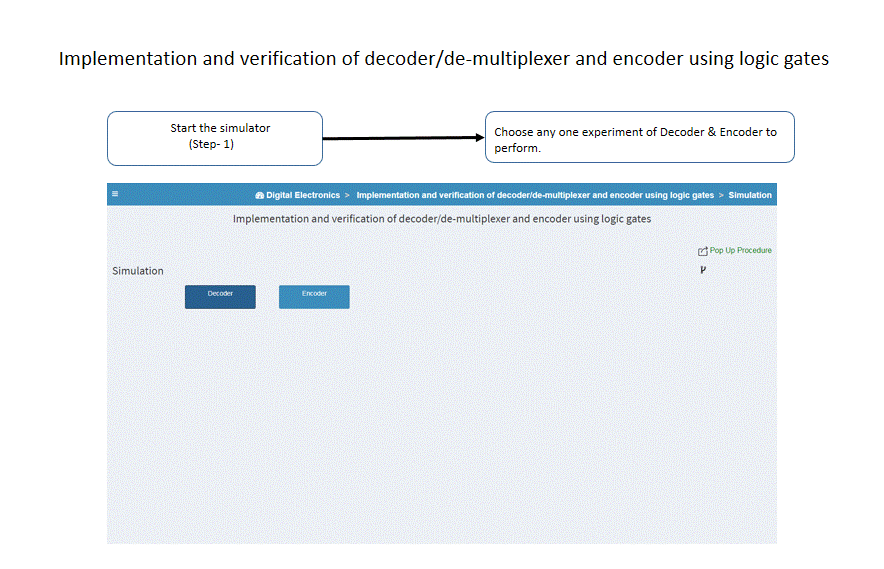 Implementation and verification of decoder/de-multiplexer and encoder using logic gates
Start the simulator
(Step- 1)
Choose any one experiment of Decoder & Encoder to
perform.
Digital Electronics > Implementation and verification of decoder/de-multiplexer and encoder using logic gates > Simulation
Implementation and verification of decoder/de-multiplexer and encoder using logic gates
Pop Up Procedure
Simulation
Decoder
Encoder